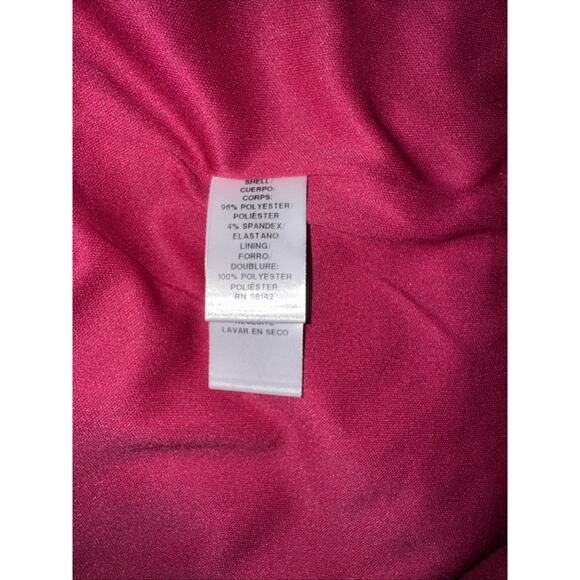 SHELL/
CUERPO/
CORPS:
96% POLYESTER/
POLIÉSTER
4% SPANDEX/
ELASTANO
LINING/
FORRO/
DOUBLURE:
100% POLYESTER
POLIÉSTER
RN 58142
LAVAR EN SECO